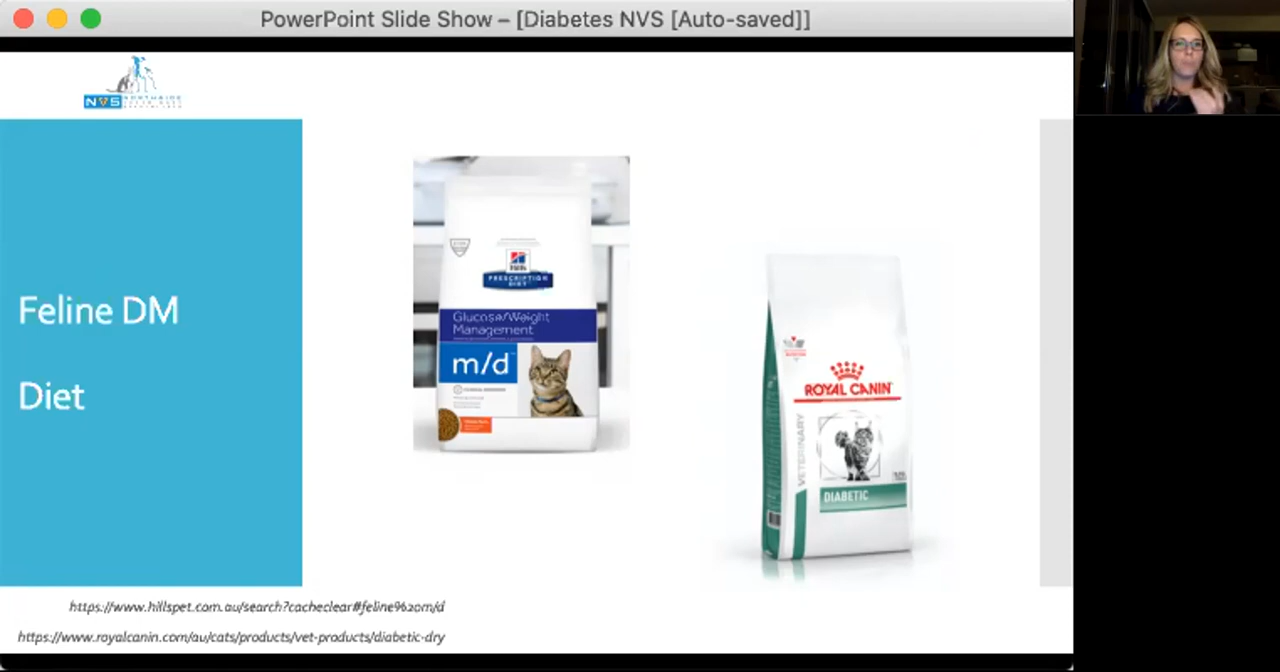 PowerPoint Slide Show – [Diabetes NVS [Auto-saved]]
NVS
Feline DM
Diet
Hill's
PRESCRIPTION
DIET
Glucose/Weight
Management
m/d
ROYAL CANIN
VETERINARY
DIABETIC
https://www.hillspet.com.au/search?cacheclear#feline%20m/d
https://www.royalcanin.com/au/cats/products/vet-products/diabetic-dry